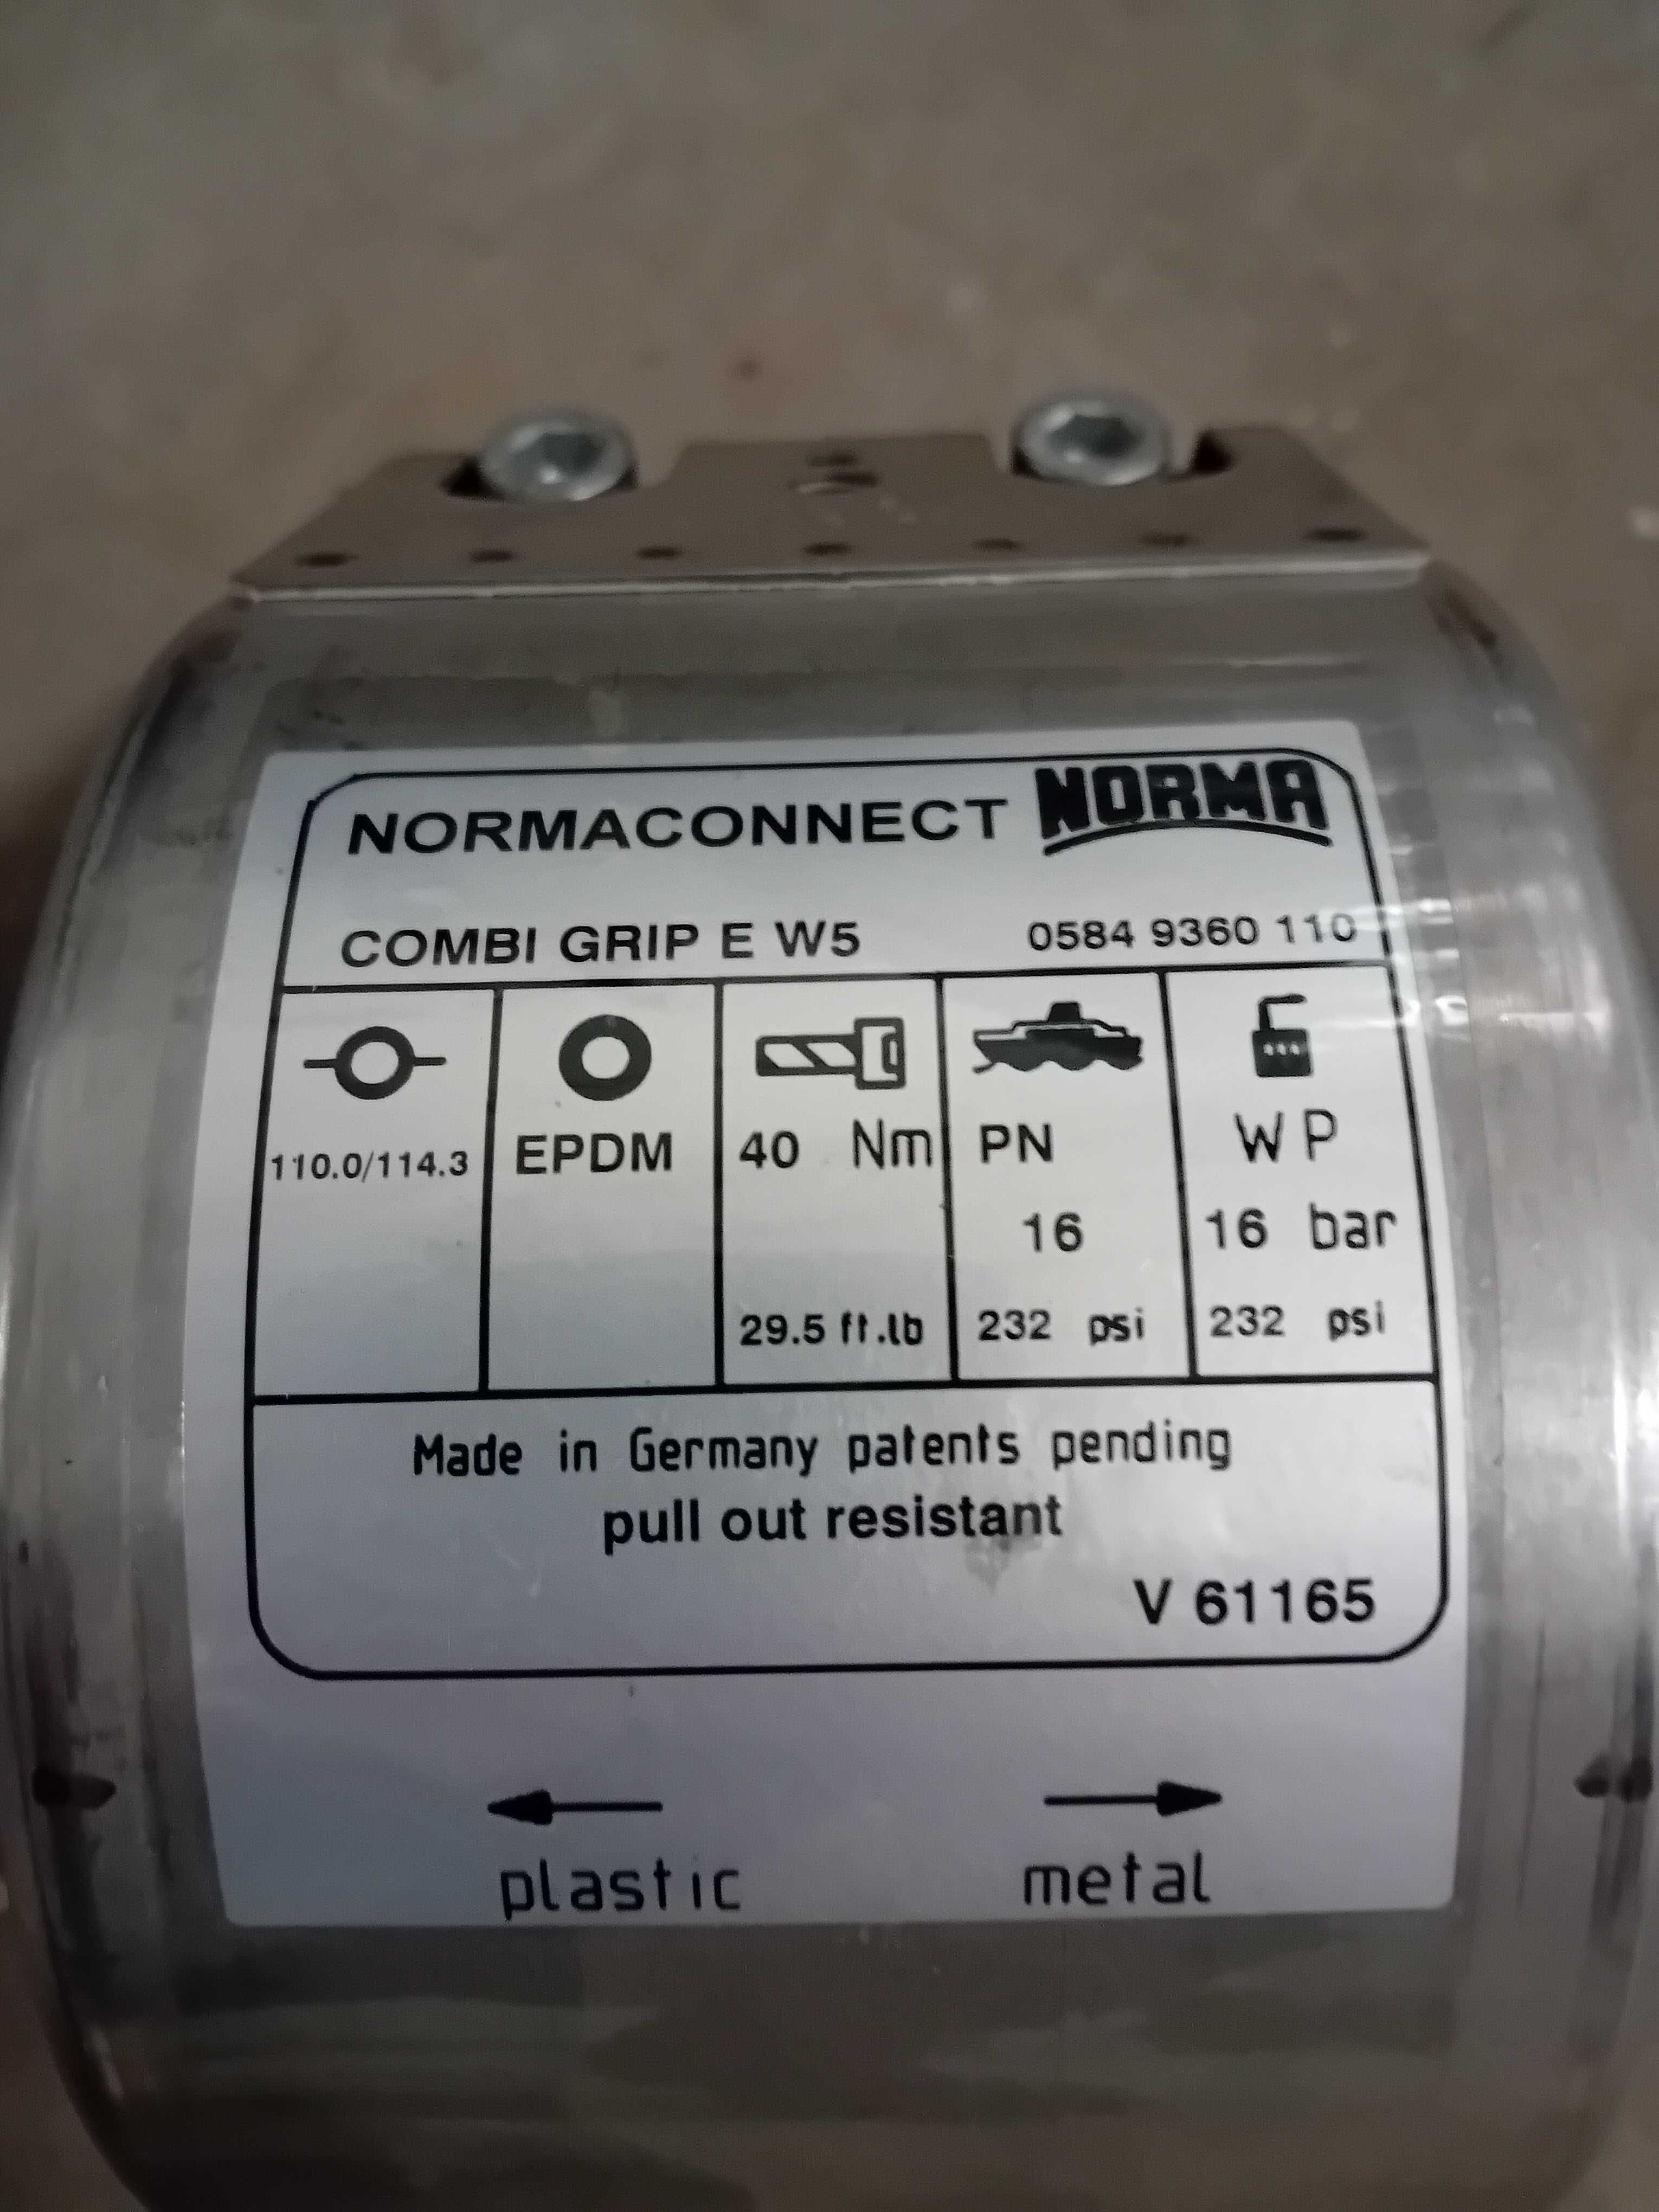 NORMACONNECT NORMA
COMBI GRIP E W5 0584 9360 110
110.0/114.3 EPDM 40 Nm PN WP
16 16 bar
29.5 ft.lb 232 psi 232 psi
Made in Germany patents pending
pull out resistant
V 61165
plastic metal